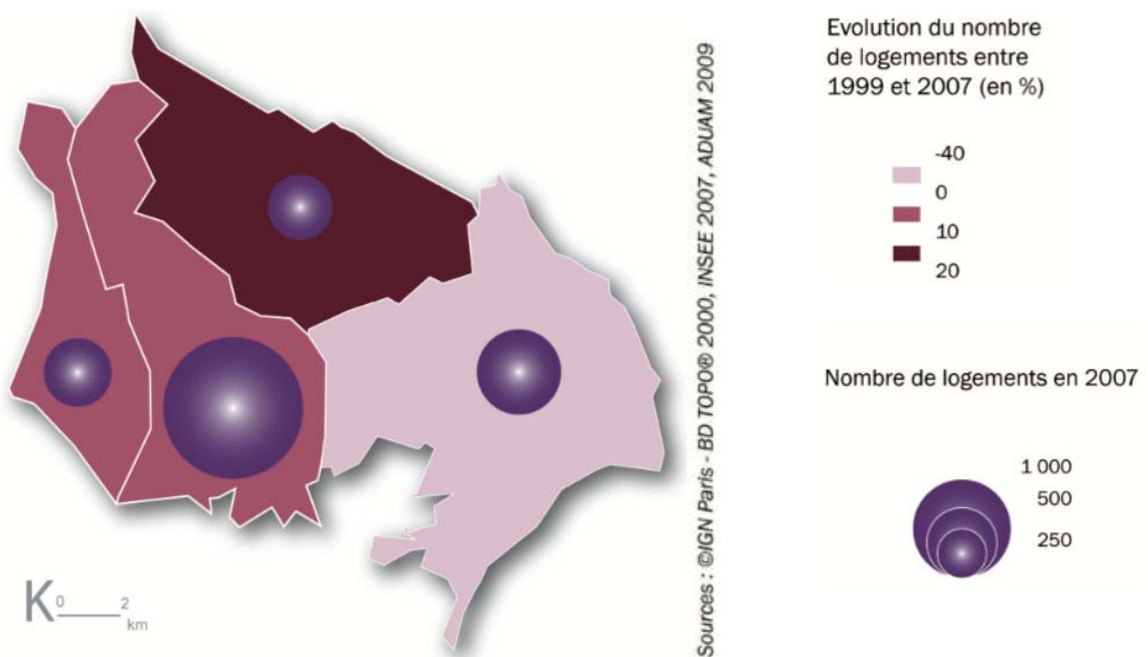 Evolution du nombre
de logements entre
1999 et 2007 (en %)
-40
0
10
20
Nombre de logements en 2007
1 000
500
250
Sources : ©IGN Paris - BD TOPO® 2000, INSEE 2007, ADUAM 2009
K
0 2
km